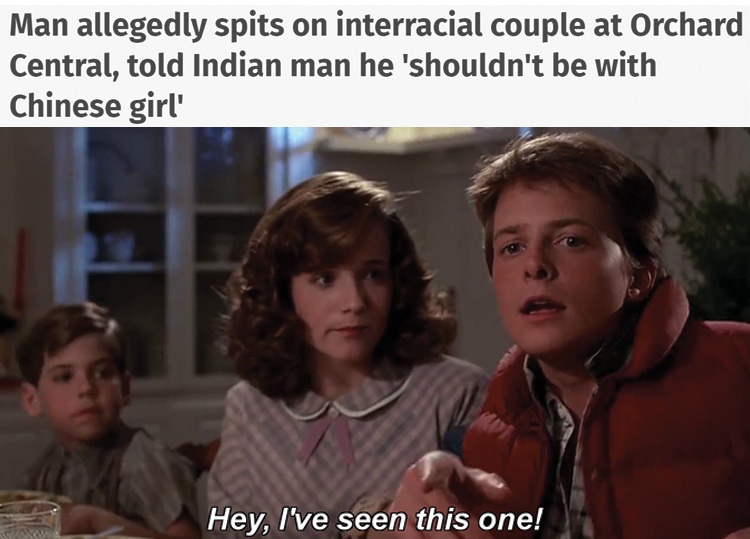 Man allegedly spits on interracial couple at Orchard
Central, told Indian man he 'shouldn't be with
Chinese girl'
Hey, I've seen this one!